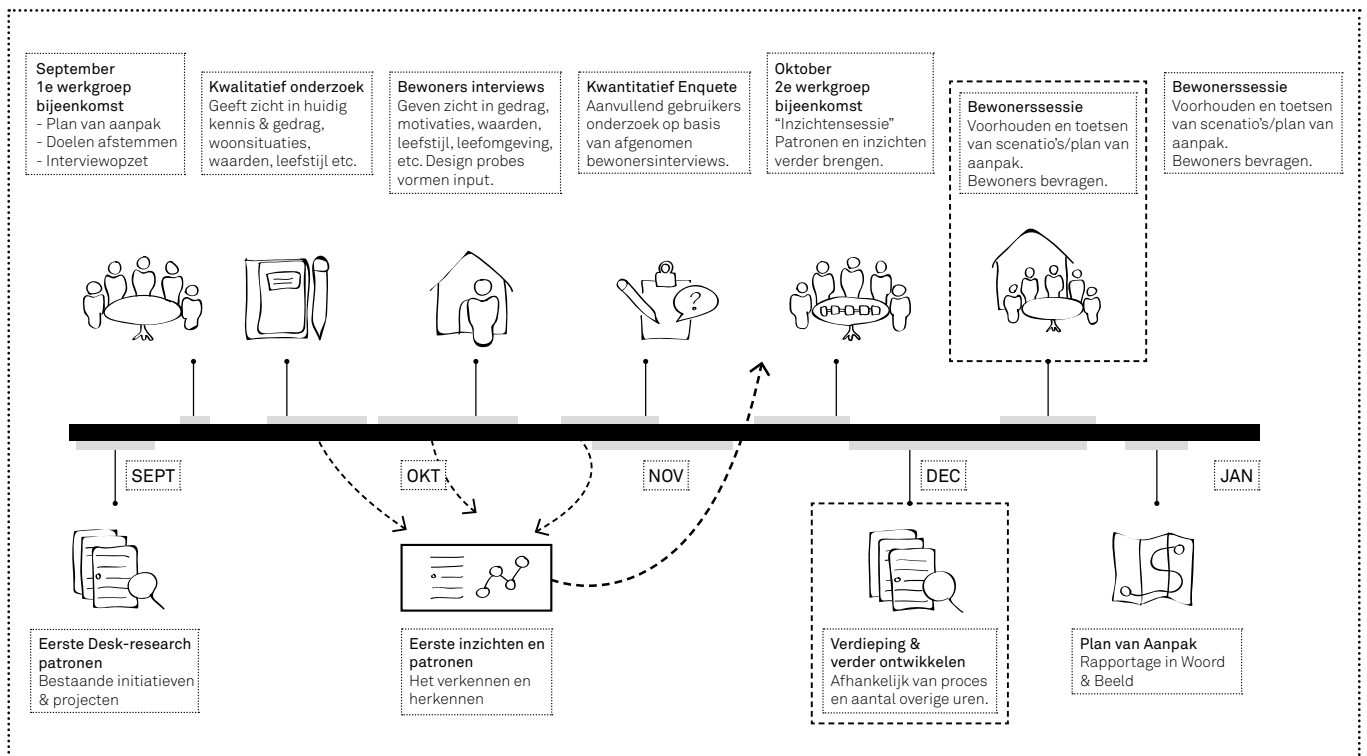 September
1e werkgroep
bijeenkomst
- Plan van aanpak
- Doelen afstemmen
- Interviewopzet
Kwalitatief onderzoek
Geeft zicht in huidig
kennis & gedrag,
woonsituaties,
waarden, leefstijl etc.
Bewoners interviews
Geven zicht in gedrag,
motivaties, waarden,
leefstijl, leefomgeving,
etc. Design probes
vormen input.
Kwantitatief Enquete
Aanvullend gebruikers
onderzoek op basis
van afgenomen
bewonersinterviews.
Oktober
2e werkgroep
bijeenkomst
"Inzichtensessie"
Patronen en inzichten
verder brengen.
Bewonerssessie
Voorhouden en toetsen
van scenatio's/plan van
aanpak.
Bewoners bevragen.
Bewonerssessie
Voorhouden en toetsen
van scenatio's/plan van
aanpak.
Bewoners bevragen.
?
SEPT
OKT
NOV
DEC
JAN
Eerste Desk-research
patronen
Bestaande initiatieven
& projecten
Eerste inzichten en
patronen
Het verkennen en
herkennen
Verdieping &
verder ontwikkelen
Afhankelijk van proces
en aantal overige uren.
Plan van Aanpak
Rapportage in Woord
& Beeld